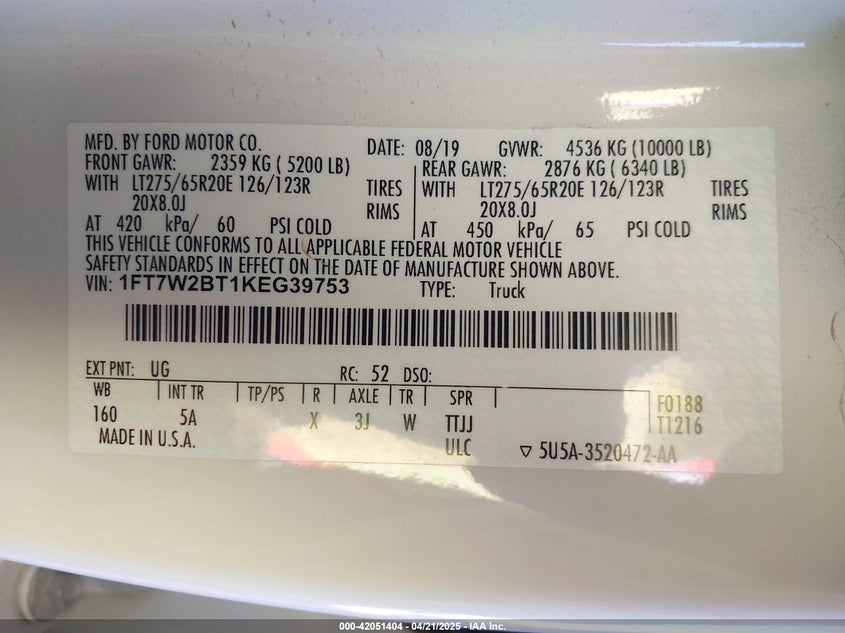 MFD. BY FORD MOTOR CO. DATE: 08/19 GVWR: 4536 KG (10000 LB)
FRONT GAWR: 2359 KG ( 5200 LB) REAR GAWR: 2876 KG ( 6340 LB)
WITH LT275/65R20E 126/123R TIRES WITH LT275/65R20E 126/123R TIRES
20X8.0J RIMS 20X8.0J RIMS
AT 420 kPa/ 60 PSI COLD AT 450 kPa/ 65 PSI COLD
THIS VEHICLE CONFORMS TO ALL APPLICABLE FEDERAL MOTOR VEHICLE
SAFETY STANDARDS IN EFFECT ON THE DATE OF MANUFACTURE SHOWN ABOVE.
VIN: 1FT7W2BT1KEG39753 TYPE: Truck
EXT PNT: UG RC: 52 DSO:
WB INT TR TP/PS R AXLE TR SPR F0188
160 5A X 3J W TTJJ T1216
MADE IN U.S.A. ULC ▽ 5U5A-3520472-AA
000-42051404 - 04/21/2025 - IAA Inc.